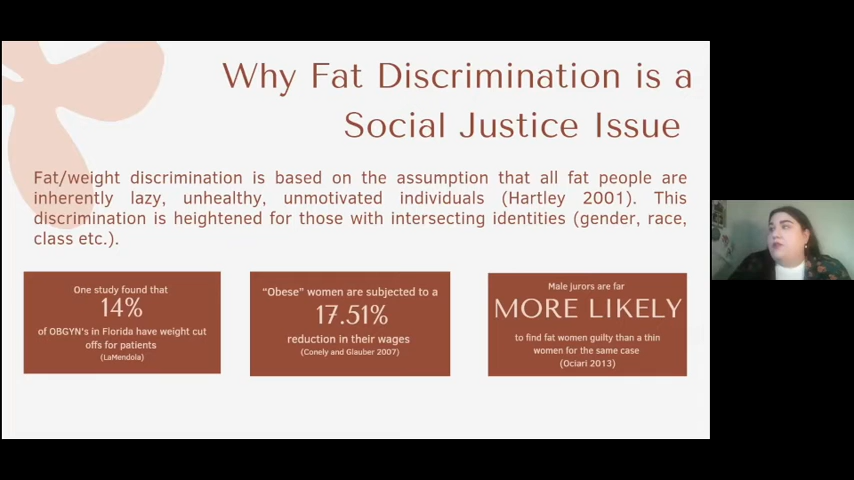 Why Fat Discrimination is a
Social Justice Issue
Fat/weight discrimination is based on the assumption that all fat people are
inherently lazy, unhealthy, unmotivated individuals (Hartley 2001). This
discrimination is heightened for those with intersecting identities (gender, race,
class etc.).
One study found that
14%
of OBGYN's in Florida have weight cut
offs for patients
(LaMendola)
“Obese” women are subjected to a
17.51%
reduction in their wages
(Conely and Glauber 2007)
Male jurors are far
MORE LIKELY
to find fat women guilty than a thin
women for the same case
(Ociari 2013)